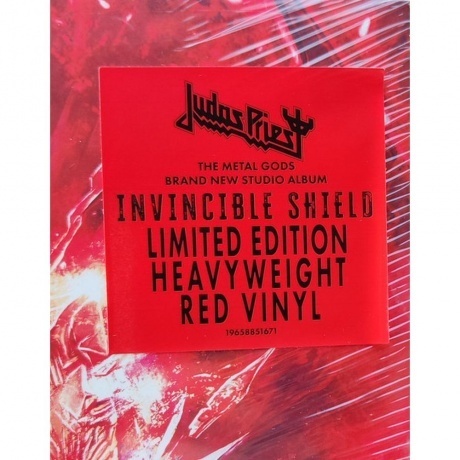 Judas Priest
THE METAL GODS
BRAND NEW STUDIO ALBUM
INVINCIBLE SHIELD
LIMITED EDITION
HEAVYWEIGHT
RED VINYL
19658851671